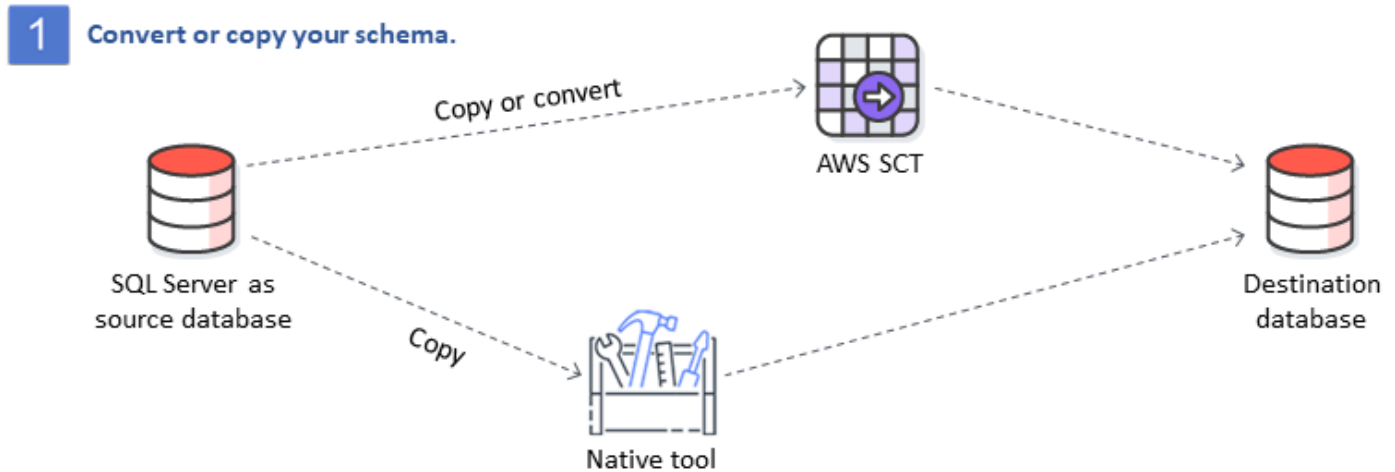 1
Convert or copy your schema.
Copy or convert
AWS SCT
SQL Server as
source database
Destination
database
Copy
Native tool